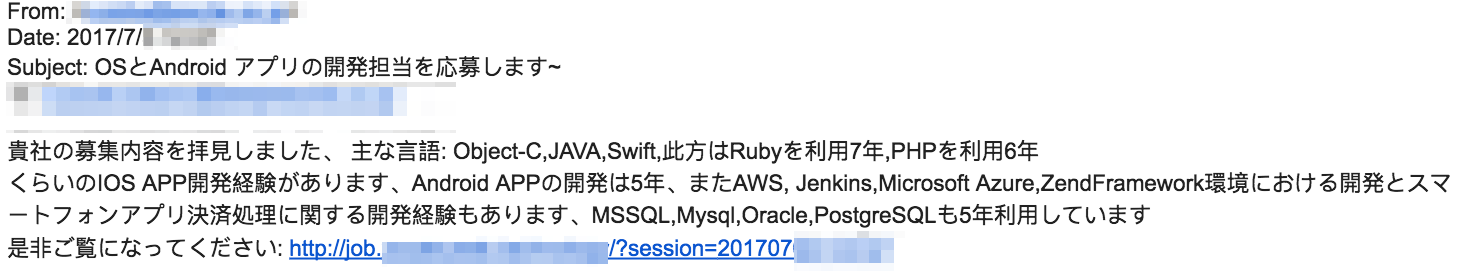 From:
Date: 2017/7/
Subject: OSとAndroid アプリの開発担当を応募します~
貴社の募集内容を拝見しました、 主な言語: Object-C,JAVA,Swift,此方はRubyを利用7年,PHPを利用6年
くらいのIOS APP開発経験があります、Android APPの開発は5年、またAWS, Jenkins,Microsoft Azure,ZendFramework環境における開発とスマ
ートフォンアプリ決済処理に関する開発経験もあります、MSSQL,Mysql,Oracle,PostgreSQLも5年利用しています
是非ご覧になってください: http://job. /?session=201707